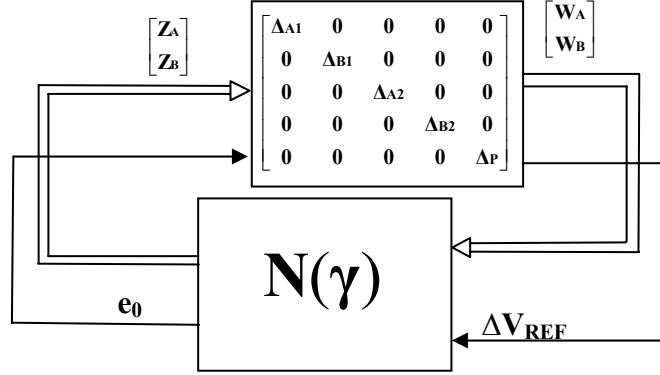 [Z_A]
[Z_B]
[Δ_A1 0 0 0 0]
[0 Δ_B1 0 0 0]
[0 0 Δ_A2 0 0]
[0 0 0 Δ_B2 0]
[0 0 0 0 Δ_P]
[W_A]
[W_B]
N(γ)
e_0
ΔV_REF